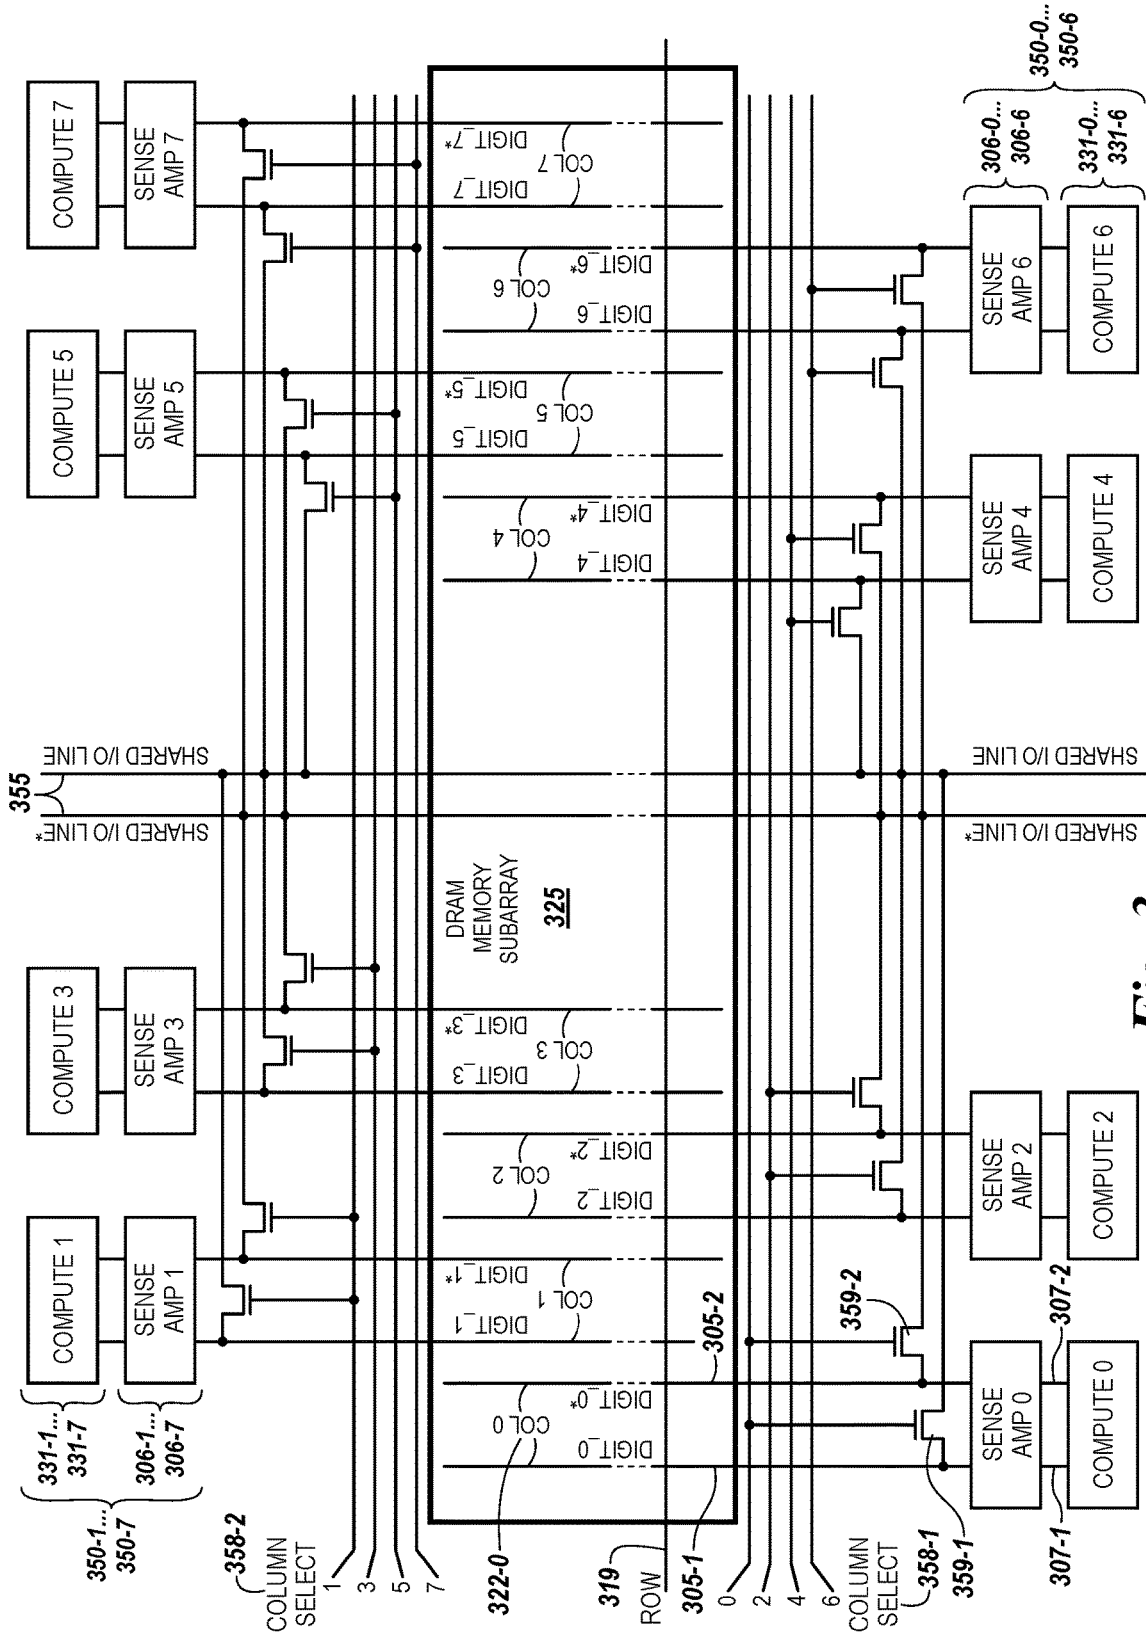 350-1...
350-7
331-1...
331-7
306-1...
306-7
COMPUTE 1
SENSE
AMP 1
COMPUTE 3
SENSE
AMP 3
COMPUTE 5
SENSE
AMP 5
COMPUTE 7
SENSE
AMP 7
355
SHARED I/O LINE*
SHARED I/O LINE
358-2
COLUMN
SELECT
1
3
5
7
DRAM
MEMORY
SUBARRAY
325
322-0
COL 0
DIGIT_0
DIGIT_0*
COL 1
DIGIT_1
DIGIT_1*
COL 2
DIGIT_2
DIGIT_2*
COL 3
DIGIT_3
DIGIT_3*
COL 4
DIGIT_4
DIGIT_4*
COL 5
DIGIT_5
DIGIT_5*
COL 6
DIGIT_6
DIGIT_6*
COL 7
DIGIT_7
DIGIT_7*
319
ROW
305-1
305-2
0
2
4
6
COLUMN
SELECT
358-1
359-1
359-2
SHARED I/O LINE*
SHARED I/O LINE
SENSE
AMP 0
COMPUTE 0
307-1
307-2
SENSE
AMP 2
COMPUTE 2
SENSE
AMP 4
COMPUTE 4
SENSE
AMP 6
COMPUTE 6
306-0...
306-6
331-0...
331-6
350-0...
350-6